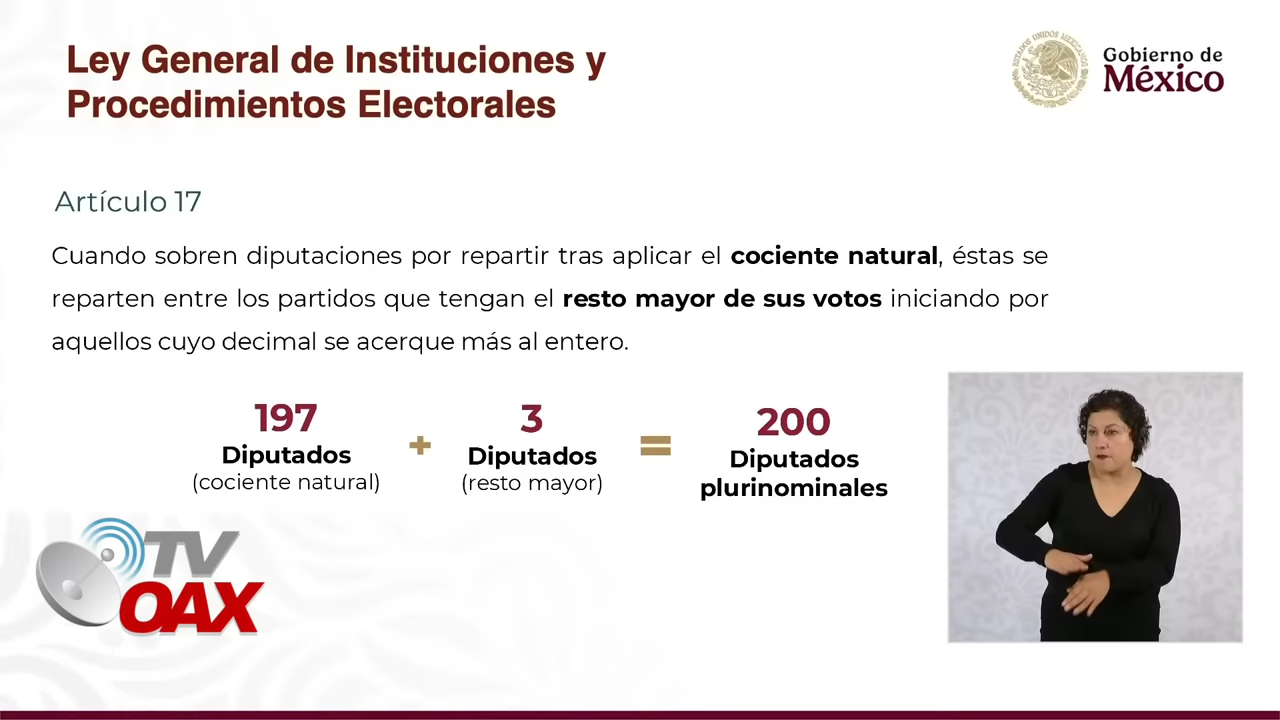 Ley General de Instituciones y
Procedimientos Electorales
Gobierno de
México
Artículo 17
Cuando sobren diputaciones por repartir tras aplicar el cociente natural, éstas se
reparten entre los partidos que tengan el resto mayor de sus votos iniciando por
aquellos cuyo decimal se acerque más al entero.
197
Diputados
(cociente natural)
+
3
Diputados
(resto mayor)
=
200
Diputados
plurinominales
TV
OAX
ESTADOS UNIDOS MEXICANOS